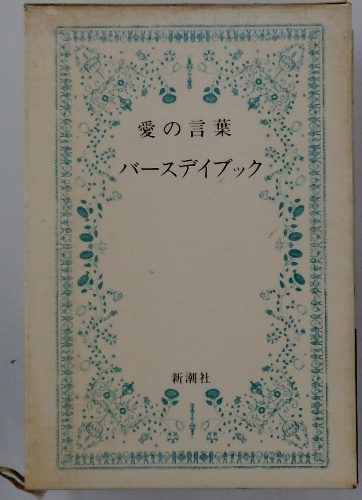 愛の言葉
バースデイブック
新潮社